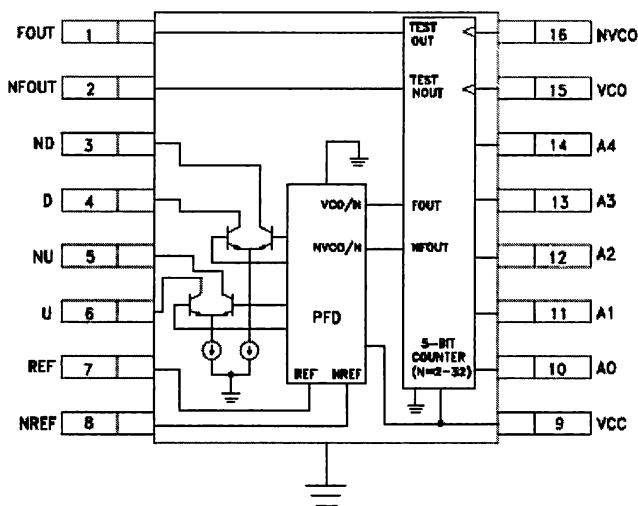 FOUT 1
NFOUT 2
ND 3
D 4
NU 5
U 6
REF 7
NREF 8
TEST
OUT
TEST
NOUT
VCO/N
FOUT
NVCO/N
NFOUT
PFD
REF NREF
5-BIT
COUNTER
(N=2-32)
16 NVCO
15 VCO
14 A4
13 A3
12 A2
11 A1
10 A0
9 VCC